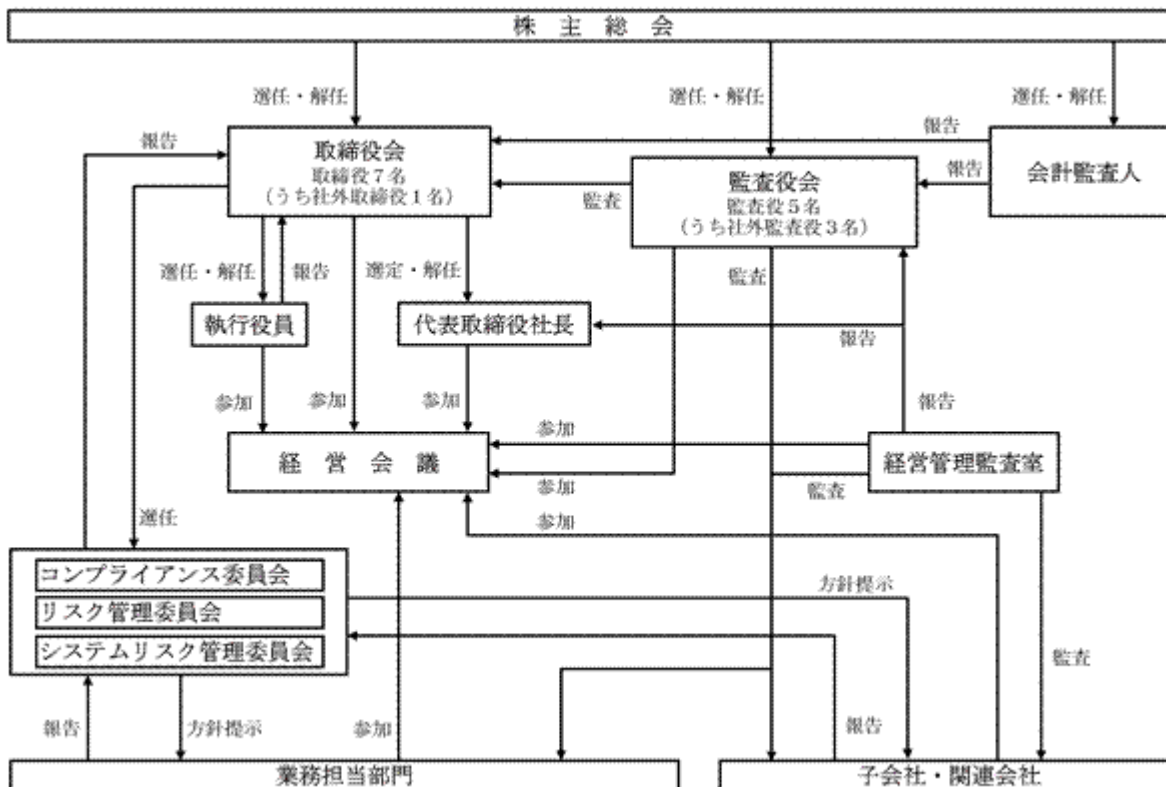 株主総会
選任・解任
選任・解任
選任・解任
報告
報告
取締役会
取締役７名
（うち社外取締役１名）
監査役会
監査役５名
（うち社外監査役３名）
会計監査人
報告
監査
選任・解任
報告
選定・解任
監査
執行役員
代表取締役社長
報告
参加
参加
参加
報告
参加
経営会議
経営管理監査室
参加
監査
選任
参加
コンプライアンス委員会
リスク管理委員会
システムリスク管理委員会
方針提示
監査
報告
方針提示
参加
報告
業務担当部門
子会社・関連会社